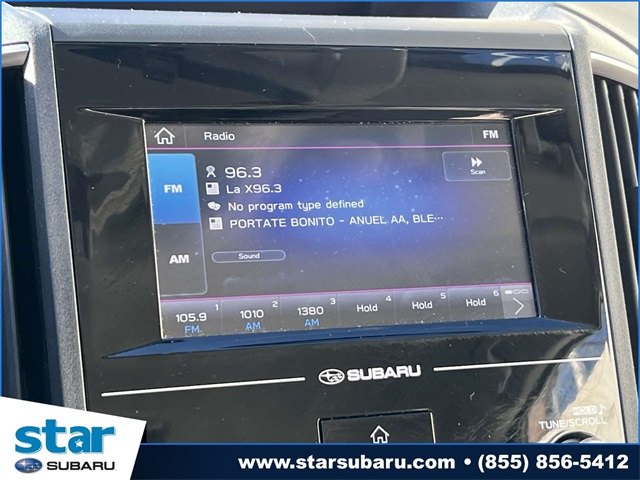 Radio
FM
FM
96.3
Scan
La X96.3
No program type defined
PORTATE BONITO - ANUEL AA, BLE···
AM
Sound
105.9 1
FM
1010 2
AM
1380 3
AM
Hold 4
Hold 5
Hold 6
SUBARU
HOLD
TUNE/SCROLL
star
SUBARU
www.starsubaru.com • (855) 856-5412